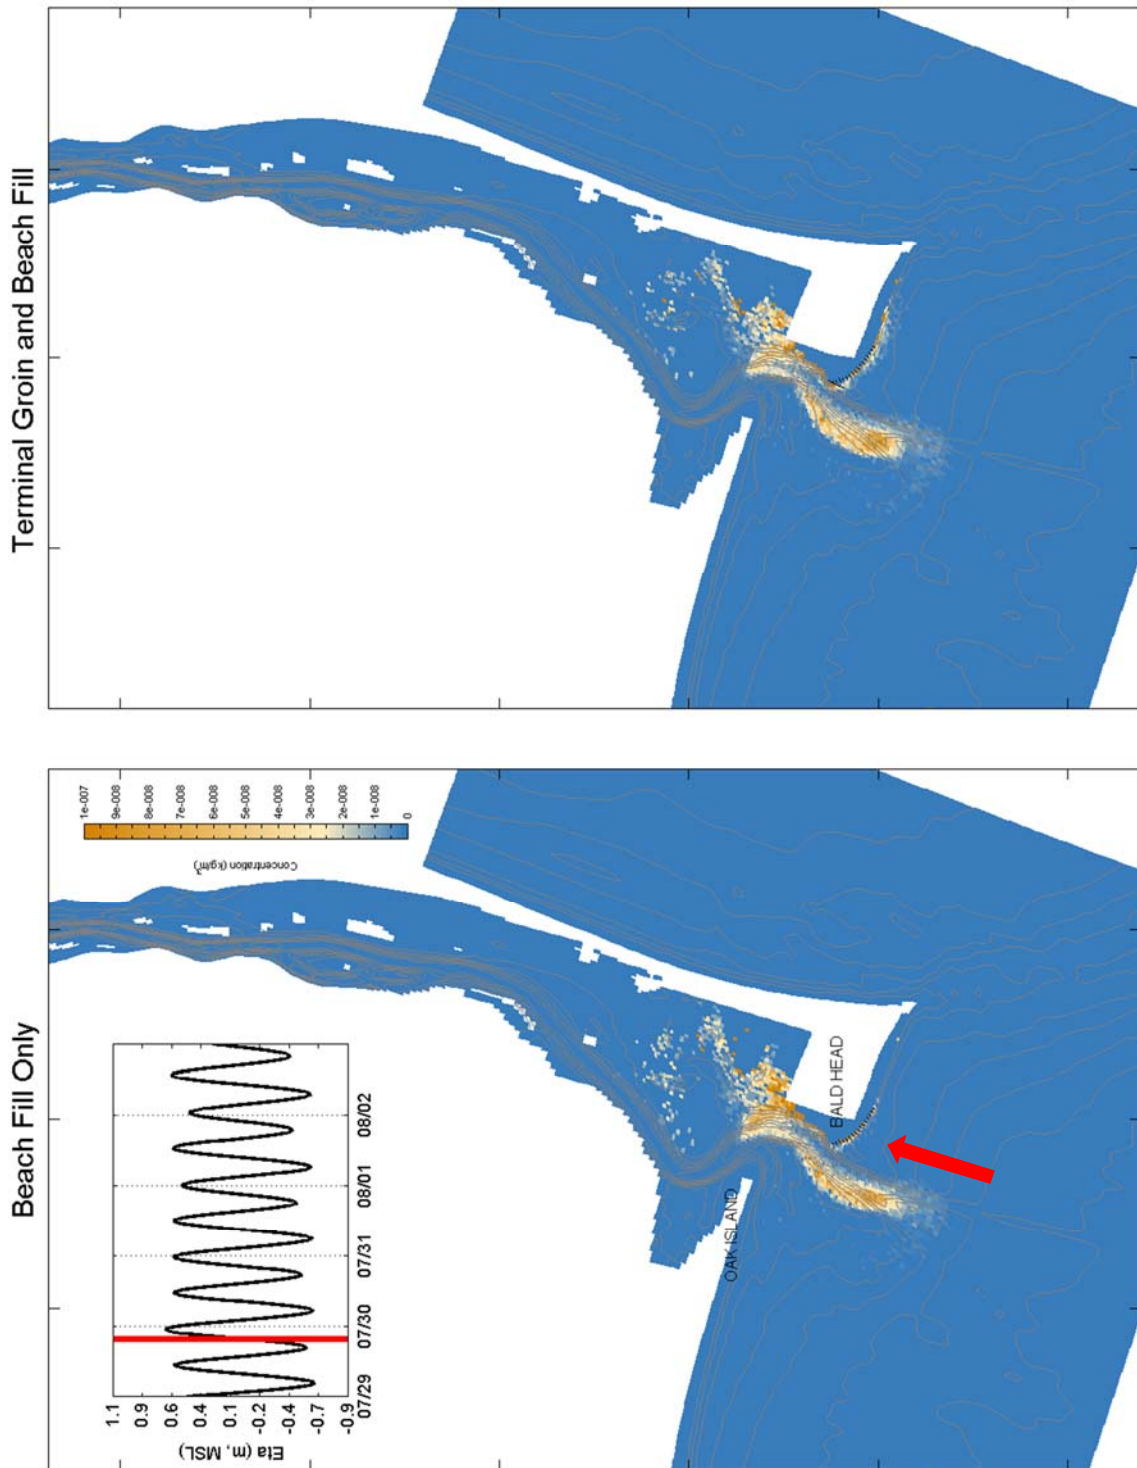 Terminal Groin and Beach Fill
Beach Fill Only
1e-007
9e-008
8e-008
7e-008
6e-008
5e-008
4e-008
3e-008
2e-008
1e-008
0
Concentration (kg/m³)
1.1
0.9
0.6
0.4
0.1
-0.2
-0.4
-0.7
-0.9
Eta (m, MSL)
07/29
07/30
07/31
08/01
08/02
OAK ISLAND
BALD HEAD